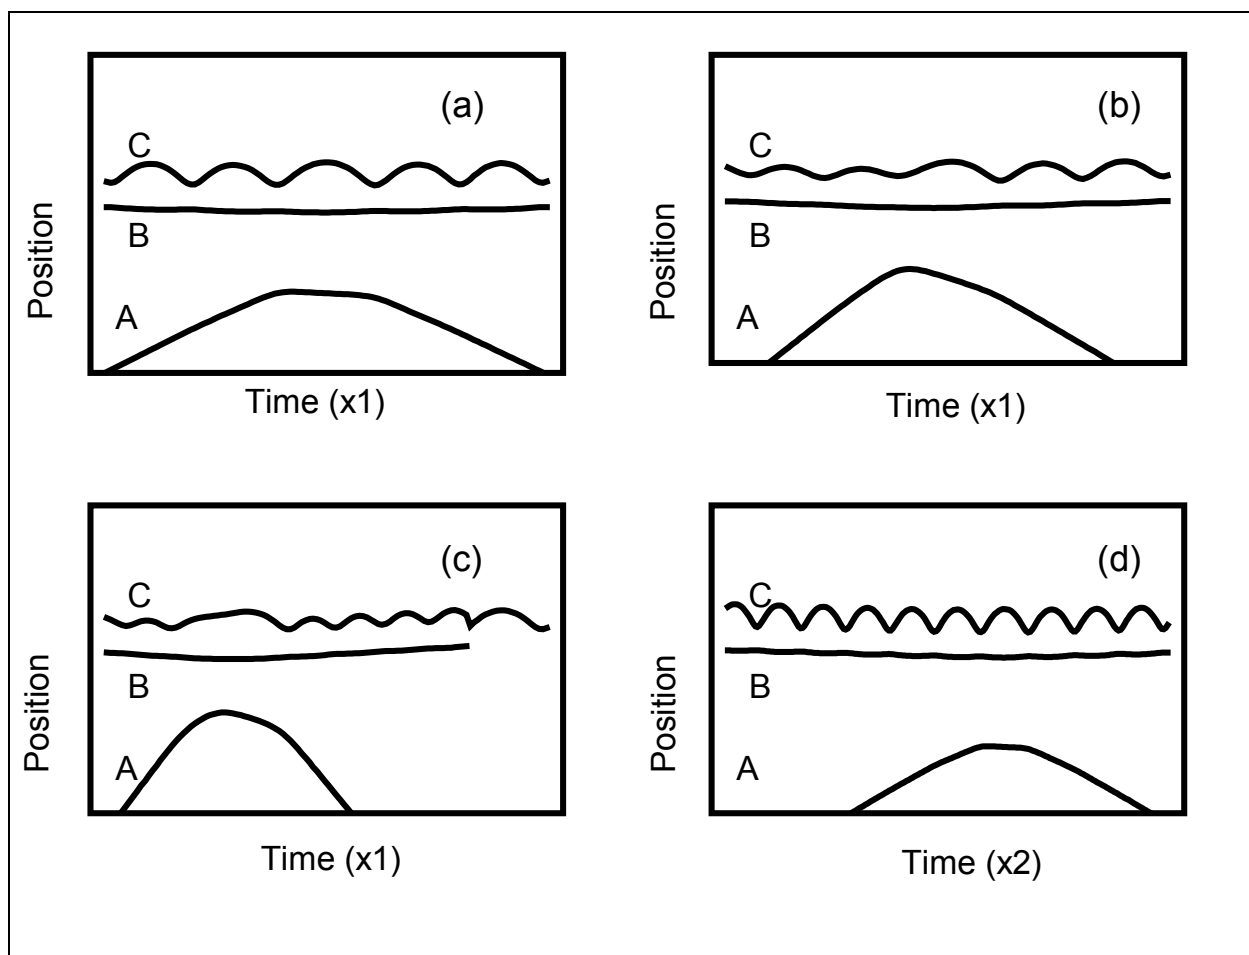 (a)
C
B
A
Position
Time (x1)
(b)
C
B
A
Position
Time (x1)
(c)
C
B
A
Position
Time (x1)
(d)
C
B
A
Position
Time (x2)